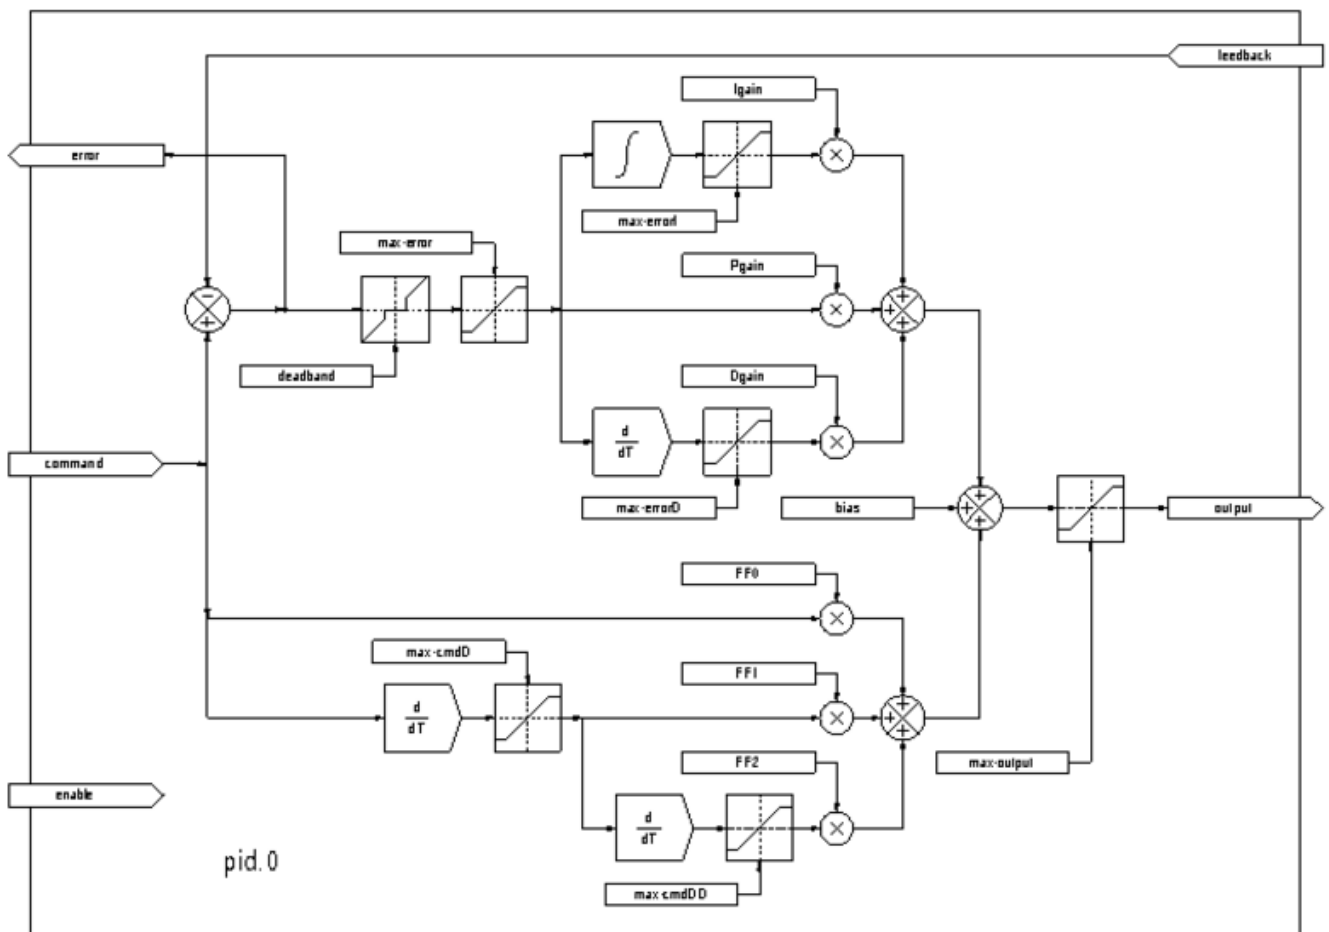 feedback
Igain
error
max-errorI
max-error
Pgain
−
+
+
+
+
deadband
Dgain
d
dT
command
max-errorD
bias
+
+
+
output
FF0
max-cmdD
FF1
d
dT
+
+
+
enable
FF2
max-output
d
dT
pid.0
max-cmdDD